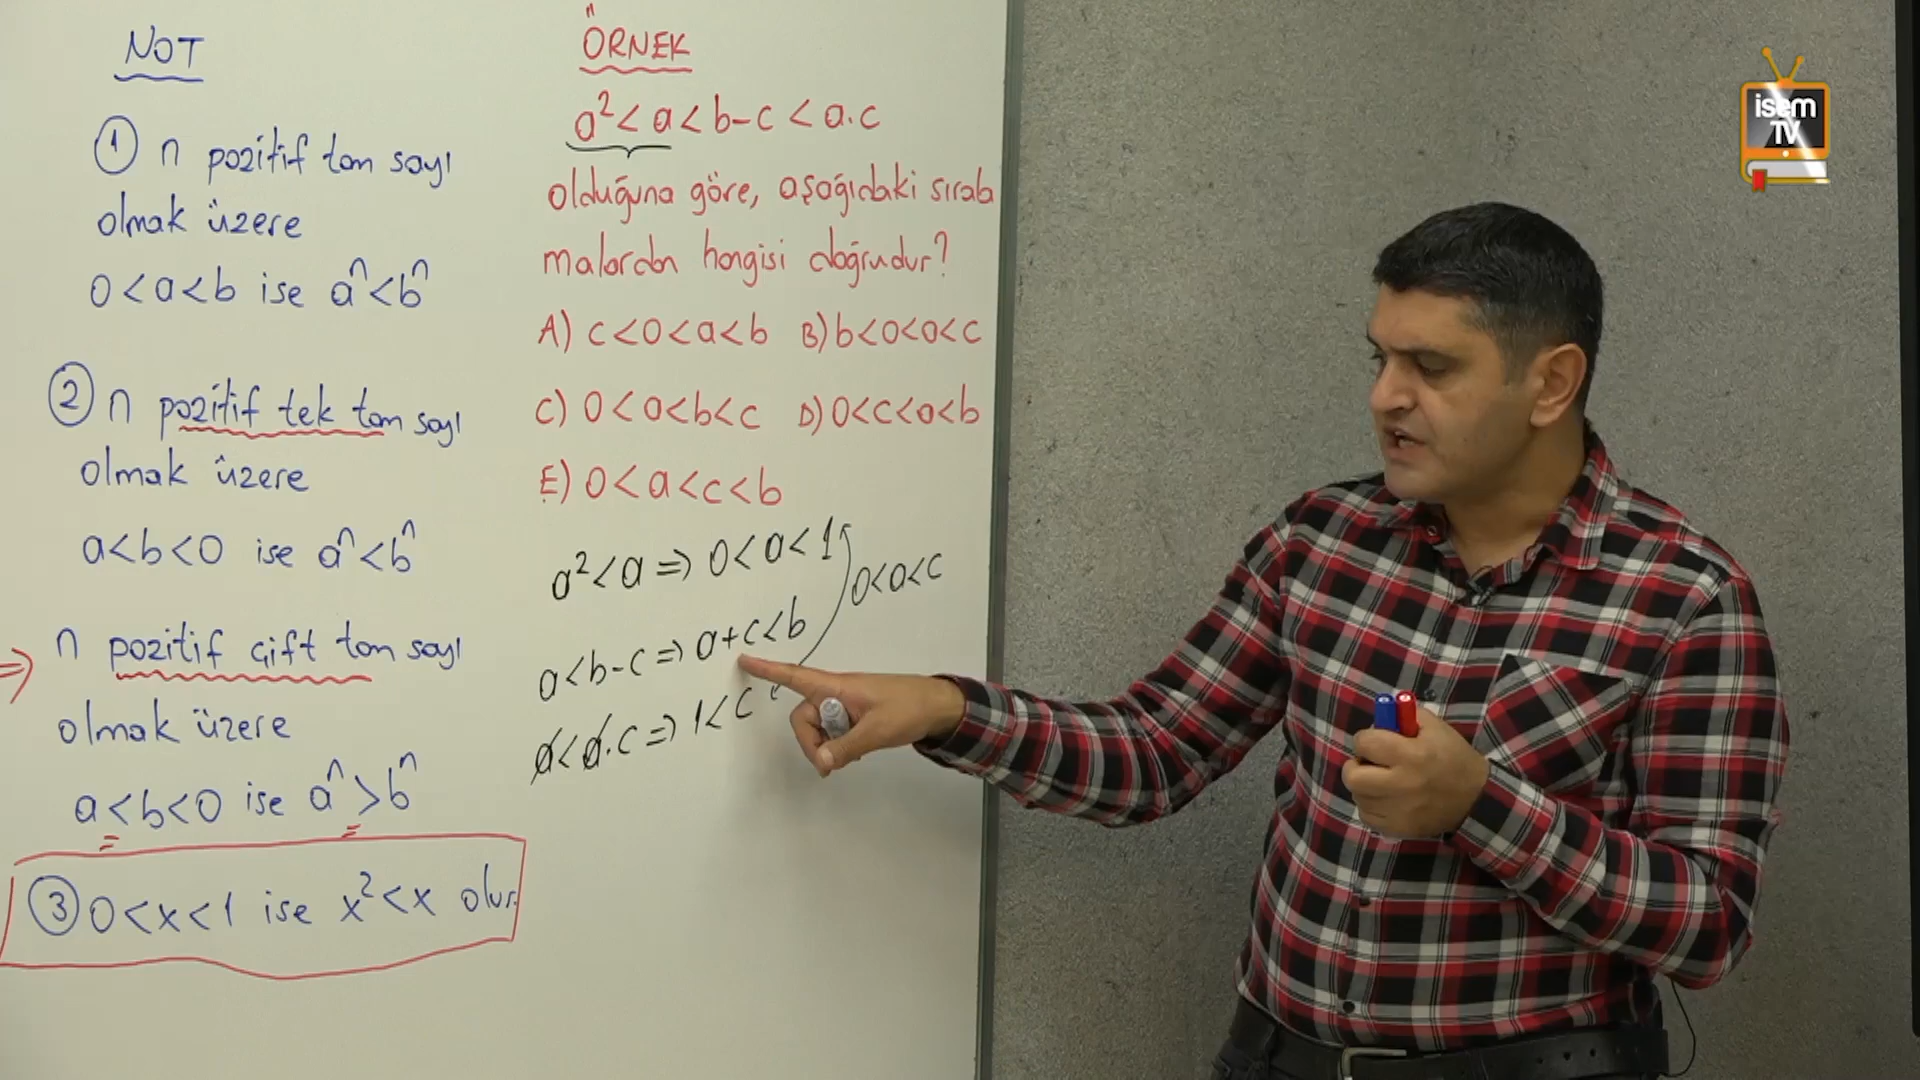 NOT
① n pozitif tam sayı
olmak üzere
0<a<b ise aⁿ<bⁿ
② n pozitif tek tam sayı
olmak üzere
a<b<0 ise aⁿ<bⁿ
⇒ n pozitif çift tam sayı
olmak üzere
a<b<0 ise aⁿ>bⁿ
③ 0<x<1 ise x²<x olur.
ÖRNEK
a²<a<b-c<a.c
olduğuna göre, aşağıdaki sırala
malardan hangisi doğrudur?
A) c<0<a<b B) b<0<a<c
C) 0<a<b<c D) 0<c<a<b
E) 0<a<c<b
a²<a ⇒ 0<a<1
0<a<c
a<b-c ⇒ a+c<b
a<a.c ⇒ 1<c
isem
TV